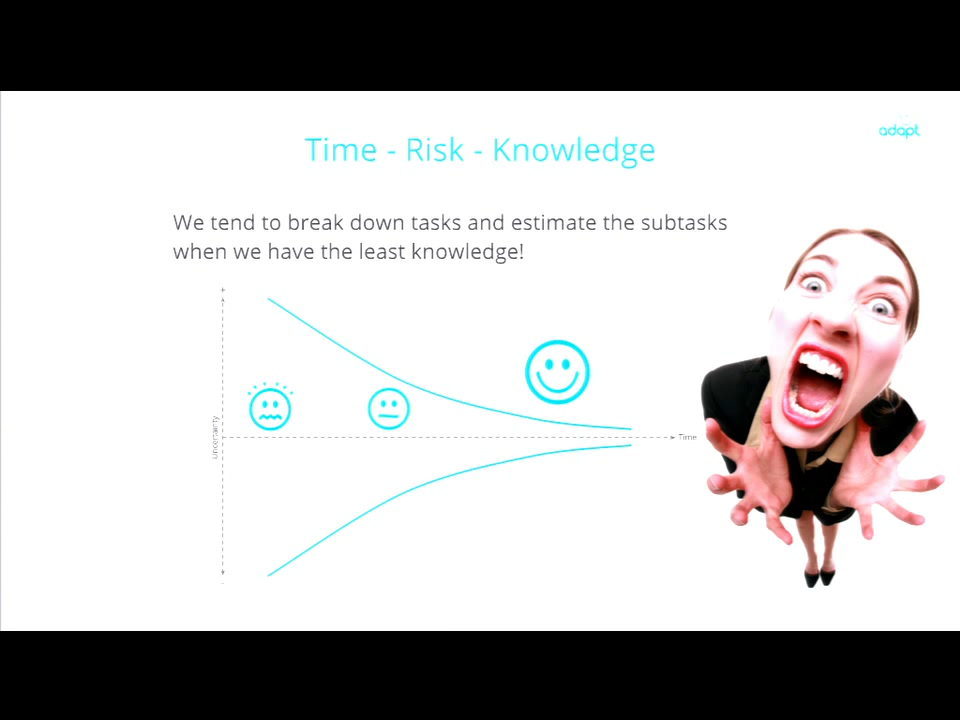 adapt
Time - Risk - Knowledge
We tend to break down tasks and estimate the subtasks
when we have the least knowledge!
+
Uncertainty
Time
-